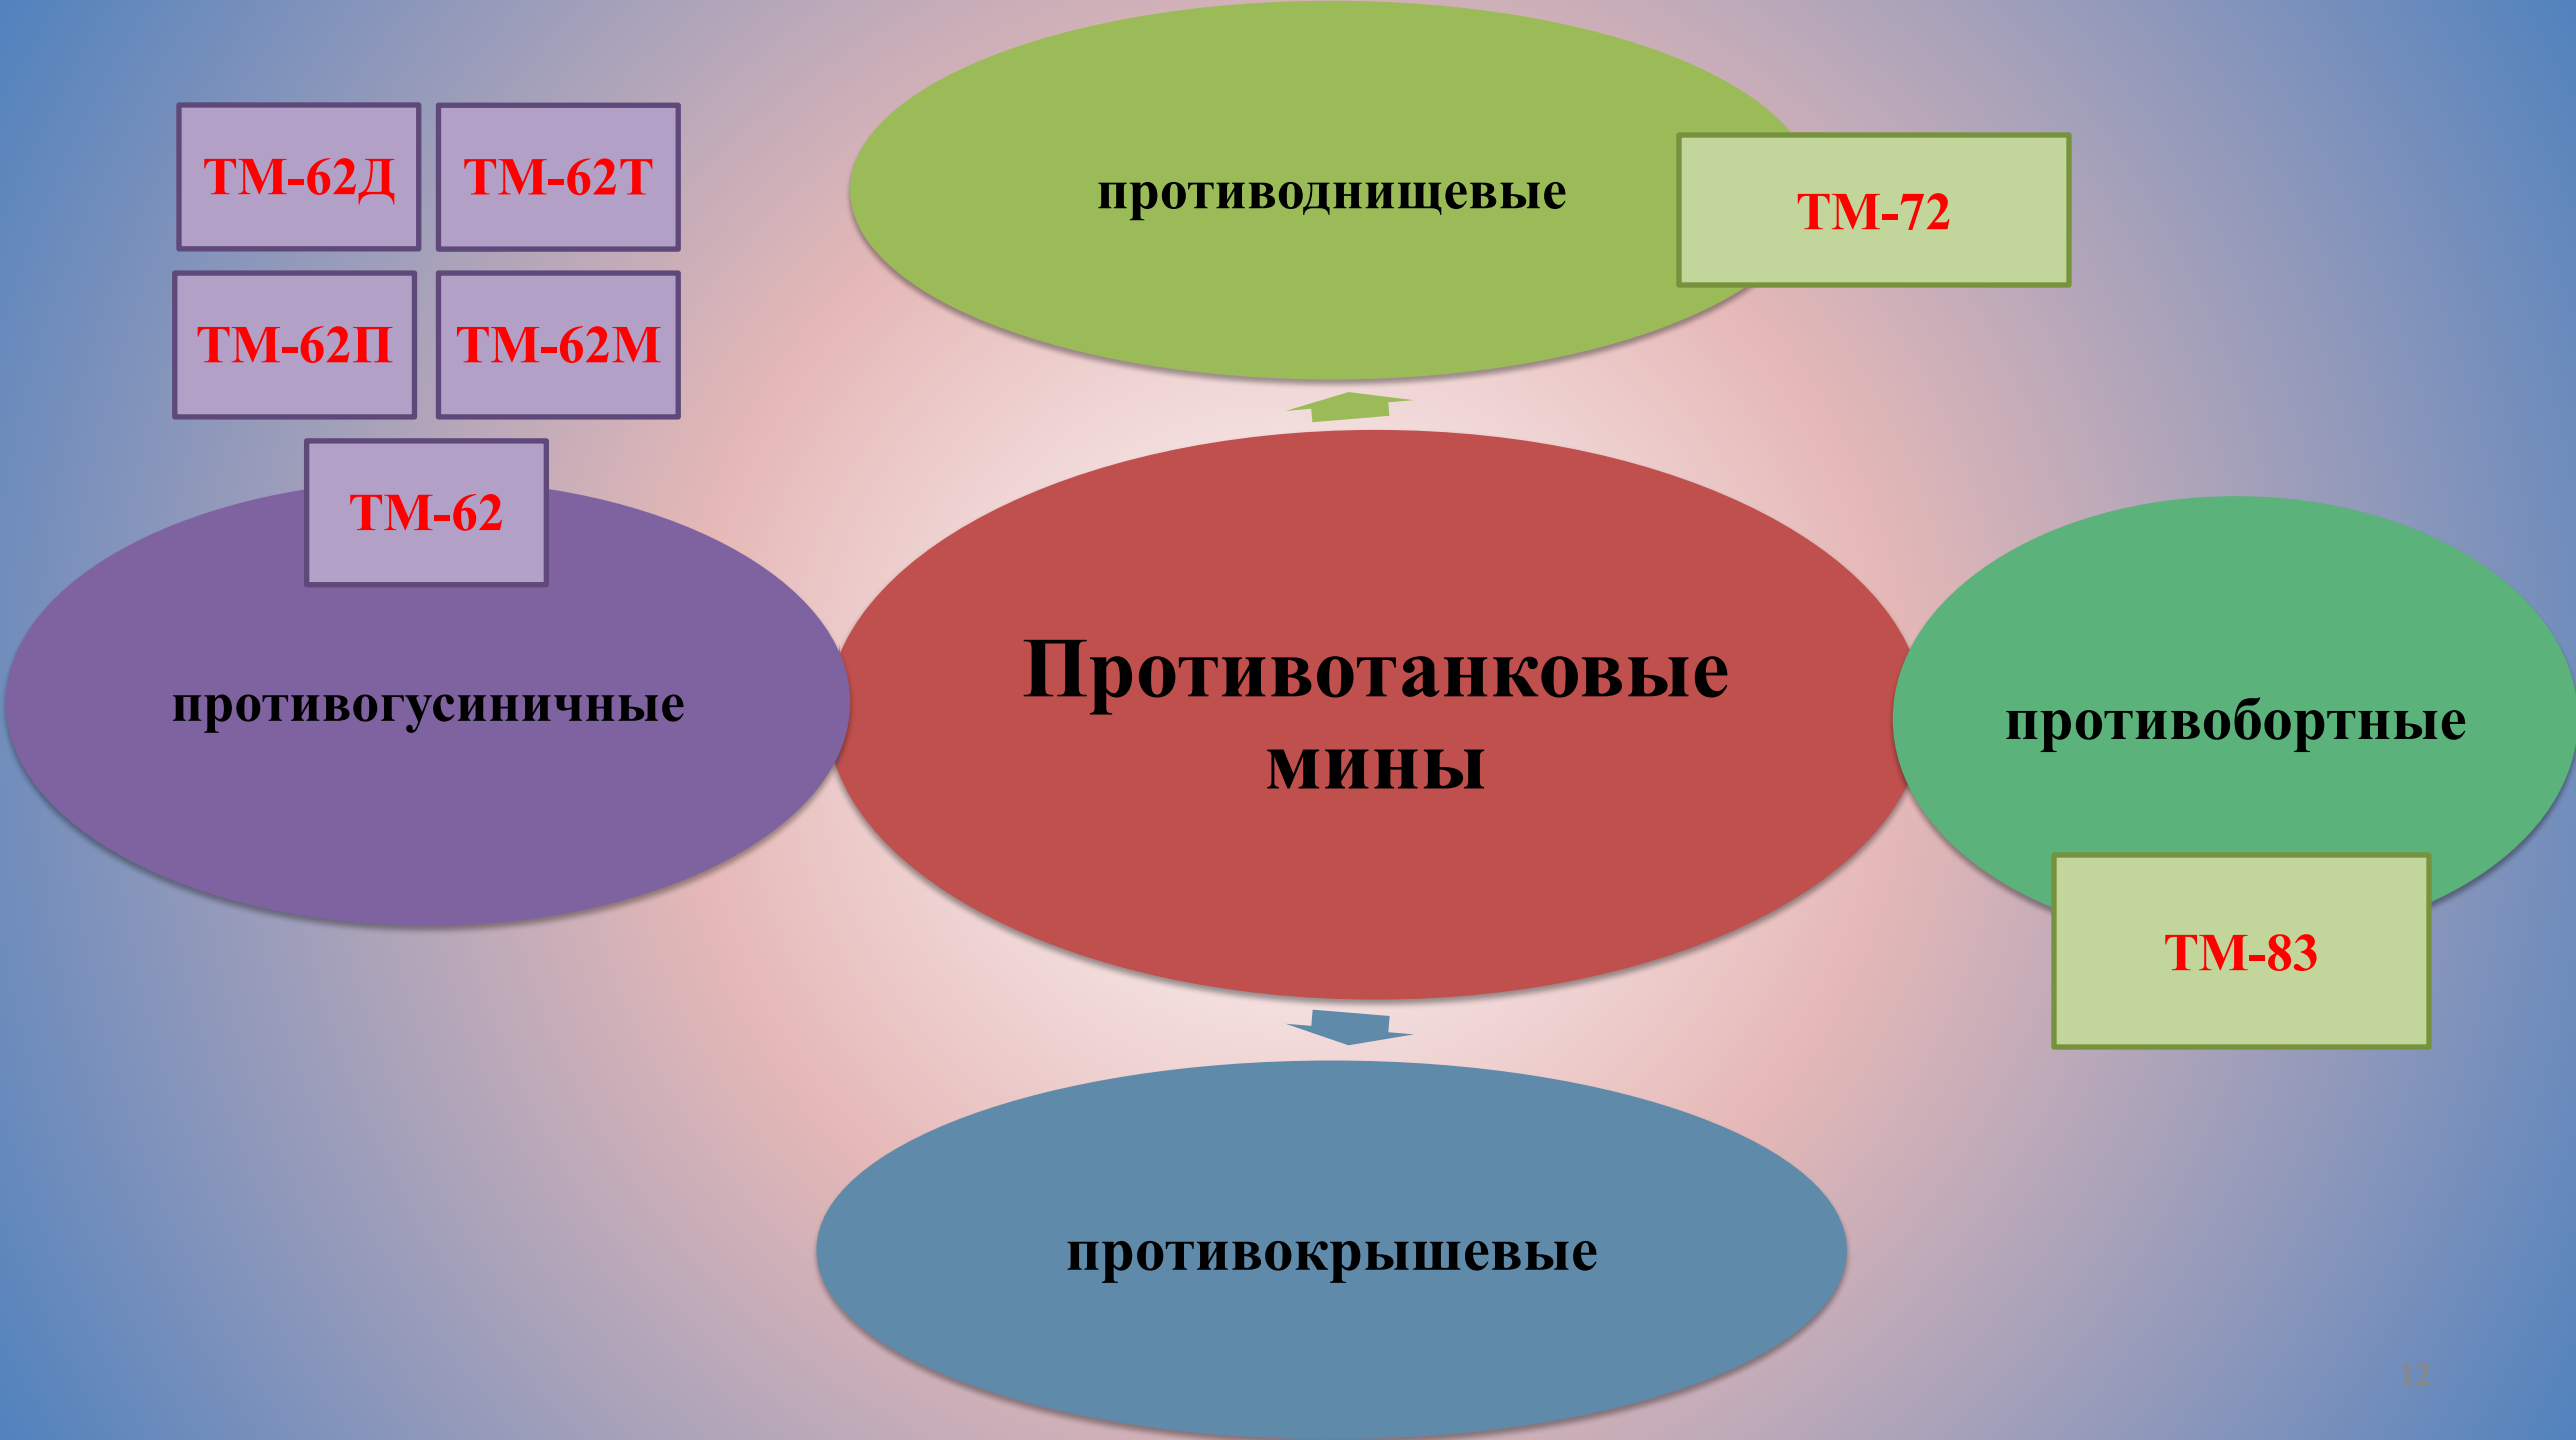 ТМ-62Д
ТМ-62Т
ТМ-62П
ТМ-62М
ТМ-62
противоднищевые
ТМ-72
противогусиничные
Противотанковые
мины
противобортные
ТМ-83
противокрышевые
12